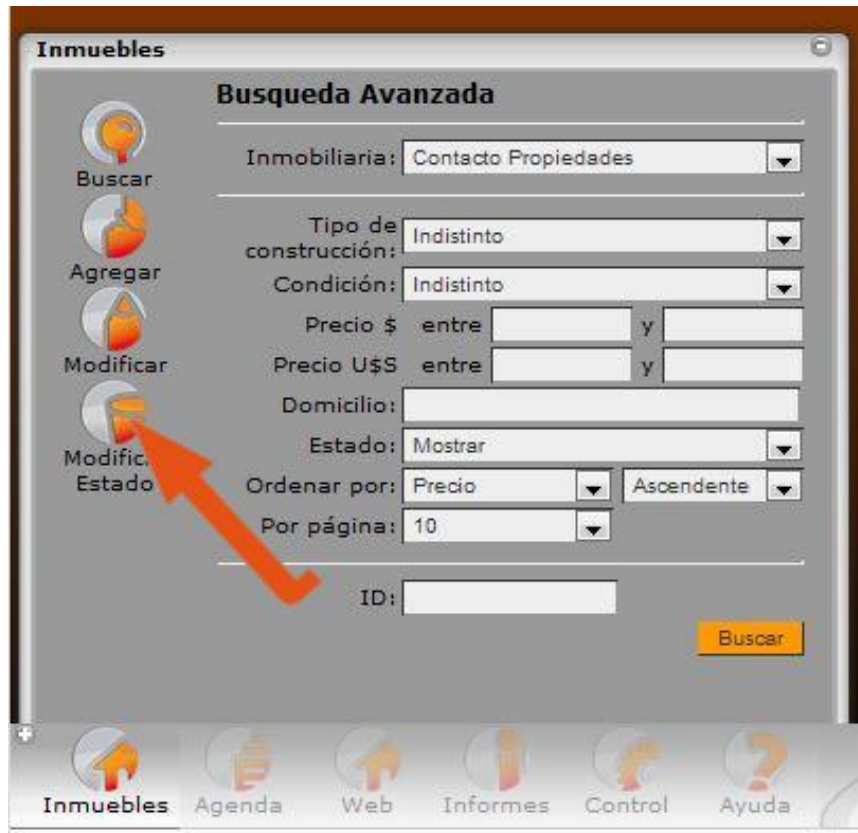 Inmuebles
Busqueda Avanzada
Buscar
Agregar
Modificar
Estado
Inmobiliaria: Contacto Propiedades
Tipo de
construcción: Indistinto
Condición: Indistinto
Precio $ entre y
Precio U$S entre y
Domicilio:
Estado: Mostrar
Ordenar por: Precio Ascendente
Por página: 10
ID:
Buscar
Inmuebles Agenda Web Informes Control Ayuda